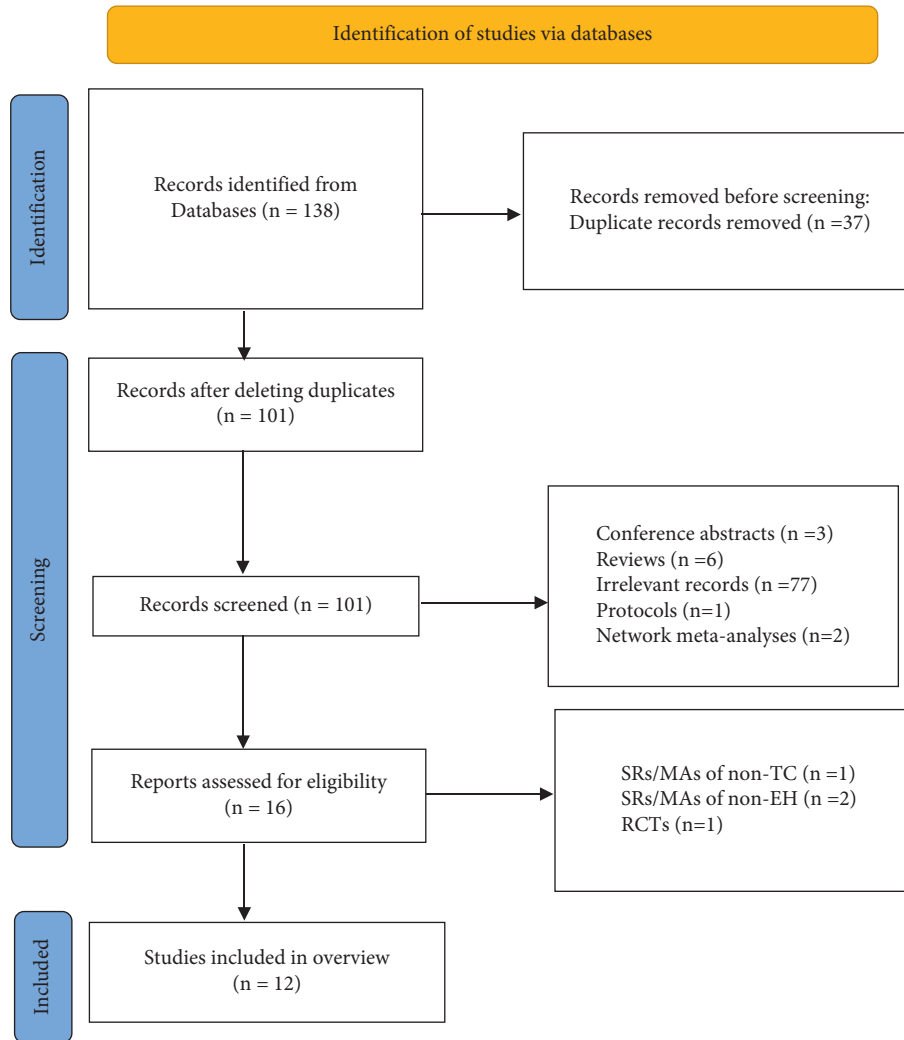 Identification of studies via databases
Identification
Records identified from
Databases (n = 138)
Records removed before screening:
Duplicate records removed (n =37)
Screening
Records after deleting duplicates
(n = 101)
Records screened (n = 101)
Conference abstracts (n =3)
Reviews (n =6)
Irrelevant records (n =77)
Protocols (n=1)
Network meta-analyses (n=2)
Reports assessed for eligibility
(n = 16)
SRs/MAs of non-TC (n =1)
SRs/MAs of non-EH (n =2)
RCTs (n=1)
Included
Studies included in overview
(n = 12)